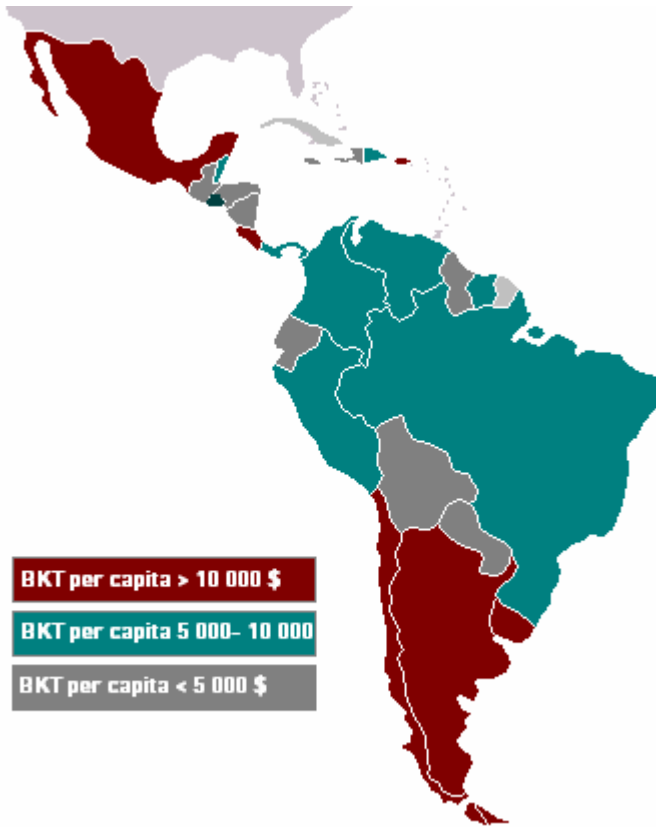 BKT per capita > 10 000 $
BKT per capita 5 000– 10 000
BKT per capita < 5 000 $